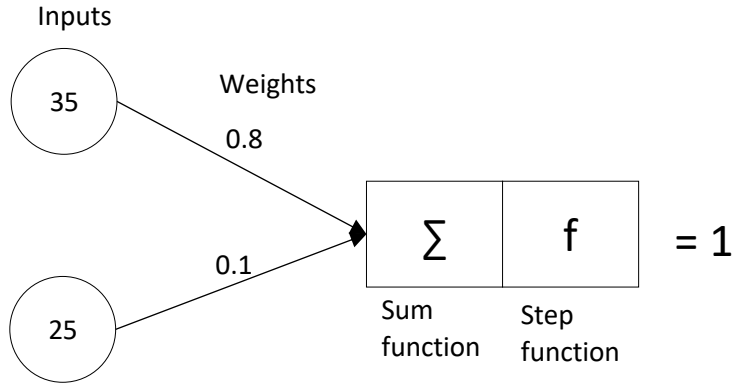 Inputs
35
Weights
0.8
∑
f
= 1
0.1
25
Sum
function
Step
function